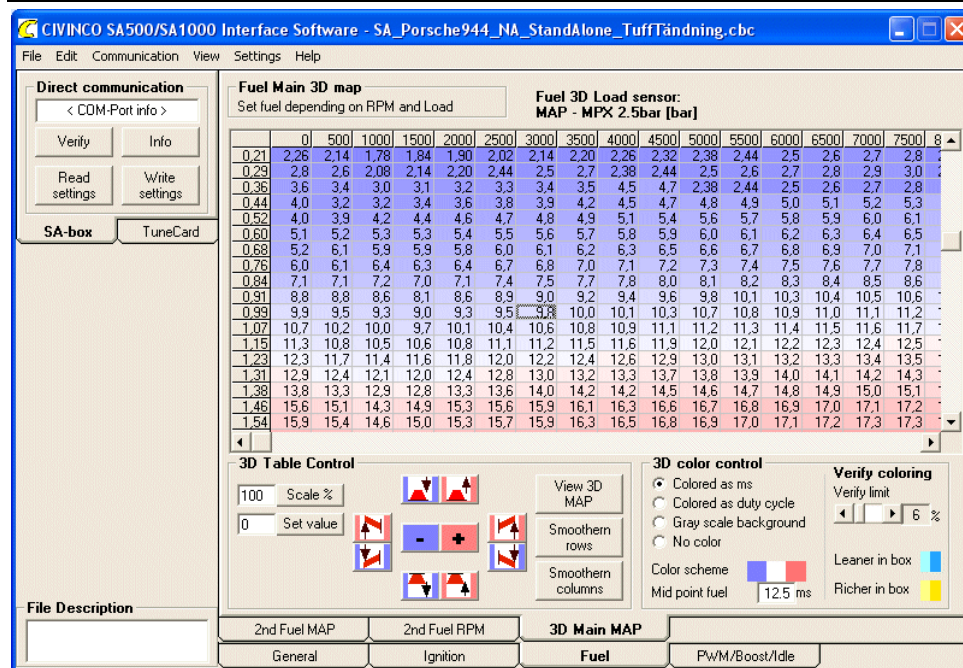 CIVINCO SA500/SA1000 Interface Software - SA_Porsche944_NA_StandAlone_TuffTändning.cbc
File Edit Communication View Settings Help
Direct communication
< COM-Port info >
Verify Info
Read settings Write settings
SA-box TuneCard
File Description
Fuel Main 3D map
Set fuel depending on RPM and Load
Fuel 3D Load sensor:
MAP - MPX 2.5bar [bar]
0 500 1000 1500 2000 2500 3000 3500 4000 4500 5000 5500 6000 6500 7000 7500 8
0,21 2,26 2,14 1,78 1,84 1,90 2,02 2,14 2,20 2,26 2,32 2,38 2,44 2,5 2,6 2,7 2,8
0,29 2,8 2,6 2,08 2,14 2,20 2,44 2,5 2,7 2,38 2,44 2,5 2,6 2,7 2,8 2,9 3,0
0,36 3,6 3,4 3,0 3,1 3,2 3,3 3,4 3,5 4,5 4,7 2,38 2,44 2,5 2,6 2,7 2,8
0,44 4,0 3,2 3,2 3,4 3,6 3,8 3,9 4,2 4,5 4,7 4,8 4,9 5,0 5,1 5,2 5,3
0,52 4,0 3,9 4,2 4,4 4,6 4,7 4,8 4,9 5,1 5,4 5,6 5,7 5,8 5,9 6,0 6,1
0,60 5,1 5,2 5,3 5,3 5,4 5,5 5,6 5,7 5,8 5,9 6,0 6,1 6,2 6,3 6,4 6,5
0,68 5,2 6,1 5,9 5,9 5,8 6,0 6,1 6,2 6,3 6,5 6,6 6,7 6,8 6,9 7,0 7,1
0,76 6,0 6,1 6,4 6,3 6,4 6,7 6,8 7,0 7,1 7,2 7,3 7,4 7,5 7,6 7,7 7,8
0,84 7,1 7,1 7,2 7,0 7,1 7,4 7,5 7,7 7,8 8,0 8,1 8,2 8,3 8,4 8,5 8,6
0,91 8,8 8,8 8,6 8,1 8,6 8,9 9,0 9,2 9,4 9,6 9,8 10,1 10,3 10,4 10,5 10,6
0,99 9,9 9,5 9,3 9,0 9,3 9,5 9,8 10,0 10,1 10,3 10,7 10,8 10,9 11,0 11,1 11,2
1,07 10,7 10,2 10,0 9,7 10,1 10,4 10,6 10,8 10,9 11,1 11,2 11,3 11,4 11,5 11,6 11,7
1,15 11,3 10,8 10,5 10,6 10,8 11,1 11,2 11,5 11,6 11,9 12,0 12,1 12,2 12,3 12,4 12,5
1,23 12,3 11,7 11,4 11,6 11,8 12,0 12,2 12,4 12,6 12,9 13,0 13,1 13,2 13,3 13,4 13,5
1,31 12,9 12,4 12,1 12,0 12,4 12,8 13,0 13,2 13,3 13,7 13,8 13,9 14,0 14,1 14,2 14,3
1,38 13,8 13,3 12,9 12,8 13,3 13,6 14,0 14,2 14,2 14,5 14,6 14,7 14,8 14,9 15,0 15,1
1,46 15,6 15,1 14,3 14,9 15,3 15,6 15,9 16,1 16,3 16,6 16,7 16,8 16,9 17,0 17,1 17,2
1,54 15,9 15,4 14,6 15,0 15,3 15,7 15,9 16,3 16,5 16,8 16,9 17,0 17,1 17,2 17,3 17,3
3D Table Control
100 Scale %
0 Set value
- +
View 3D MAP
Smoothern rows
Smoothern columns
3D color control
Colored as ms
Colored as duty cycle
Gray scale background
No color
Color scheme
Mid point fuel 12.5 ms
Verify coloring
Verify limit
6 %
Leaner in box
Richer in box
2nd Fuel MAP 2nd Fuel RPM 3D Main MAP
General Ignition Fuel PWM/Boost/Idle